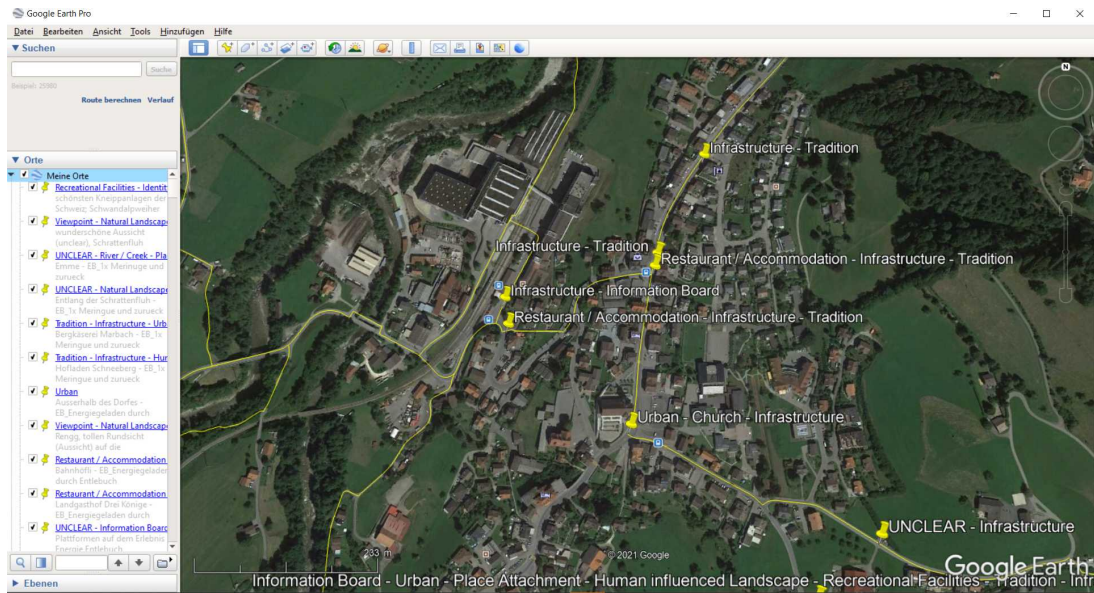 Google Earth Pro
Datei Bearbeiten Ansicht Tools Hinzufügen Hilfe
Suchen
Suche
Beispiel: 25980
Route berechnen Verlauf
Orte
Meine Orte
Recreational Facilities - Identit
schönsten Kneippanlagen der
Schweiz; Schwandalpweiher
Viewpoint - Natural Landscape
wunderschöne Aussicht
(unclear), Schrattenfluh
UNCLEAR - River / Creek - Pla
Emme - EB_1x Meringue und
zurueck
UNCLEAR - Natural Landscape
Entlang der Schrattenfluh -
EB_1x Meringue und zurueck
Tradition - Infrastructure - Urb
Bergkäserei Marbach - EB_1x
Meringue und zurueck
Tradition - Infrastructure - Hur
Hofladen Schneeberg - EB_1x
Meringue und zurueck
Urban
Ausserhalb des Dorfes -
EB_Energiegeladen durch
Viewpoint - Natural Landscape
Rengg, tollen Rundsicht
(Aussicht) auf die
Restaurant / Accommodation
Bahnhöfli - EB_Energiegeladen
durch Entlebuch
Restaurant / Accommodation
Landgasthof Drei Könige -
EB_Energiegeladen durch
UNCLEAR - Information Board
Plattformen auf dem Erlebnis
Energie Entlebuch
Ebenen
N
Infrastructure - Tradition
Infrastructure - Tradition
Restaurant / Accommodation - Infrastructure - Tradition
Infrastructure - Information Board
Restaurant / Accommodation - Infrastructure - Tradition
Urban - Church - Infrastructure
UNCLEAR - Infrastructure
233 m
© 2021 Google
Google Earth
Information Board - Urban - Place Attachment - Human influenced Landscape - Recreational Facilities - Tradition - Infr